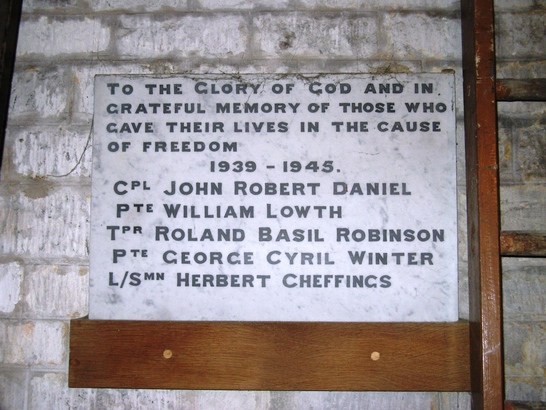 TO THE GLORY OF GOD AND IN
GRATEFUL MEMORY OF THOSE WHO
GAVE THEIR LIVES IN THE CAUSE
OF FREEDOM
1939 - 1945.
CPL JOHN ROBERT DANIEL
PTE WILLIAM LOWTH
TPR ROLAND BASIL ROBINSON
PTE GEORGE CYRIL WINTER
L/SMN HERBERT CHEFFINGS